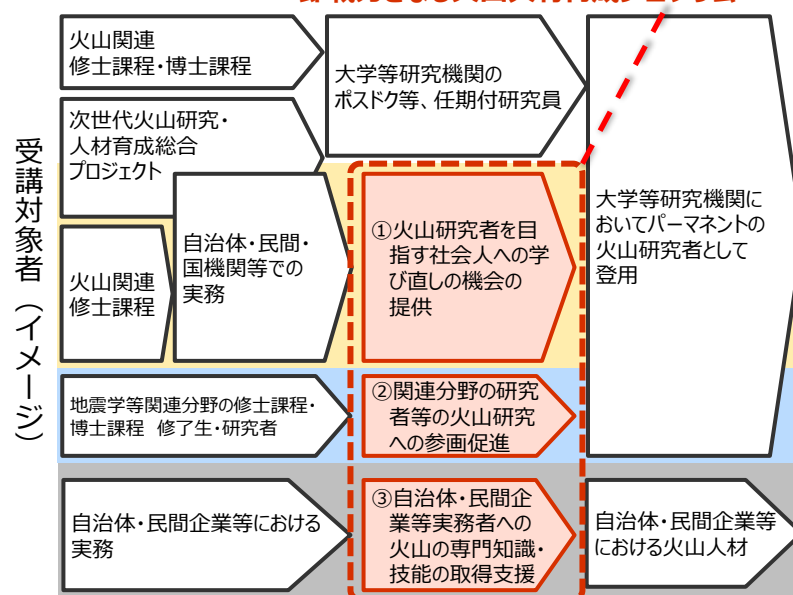 火山関連
修士課程・博士課程
大学等研究機関の
ポスドク等、任期付研究員
次世代火山研究・
人材育成総合
プロジェクト
受講対象者（イメージ）
火山関連
修士課程
自治体・民間・
国機関等での
実務
①火山研究者を目
指す社会人への学
び直しの機会の
提供
大学等研究機関に
おいてパーマネントの
火山研究者として
登用
地震学等関連分野の修士課程・
博士課程 修了生・研究者
②関連分野の研究
者等の火山研究
への参画促進
自治体・民間企業等における
実務
③自治体・民間企
業等実務者への
火山の専門知識・
技能の取得支援
自治体・民間企業等
における火山人材